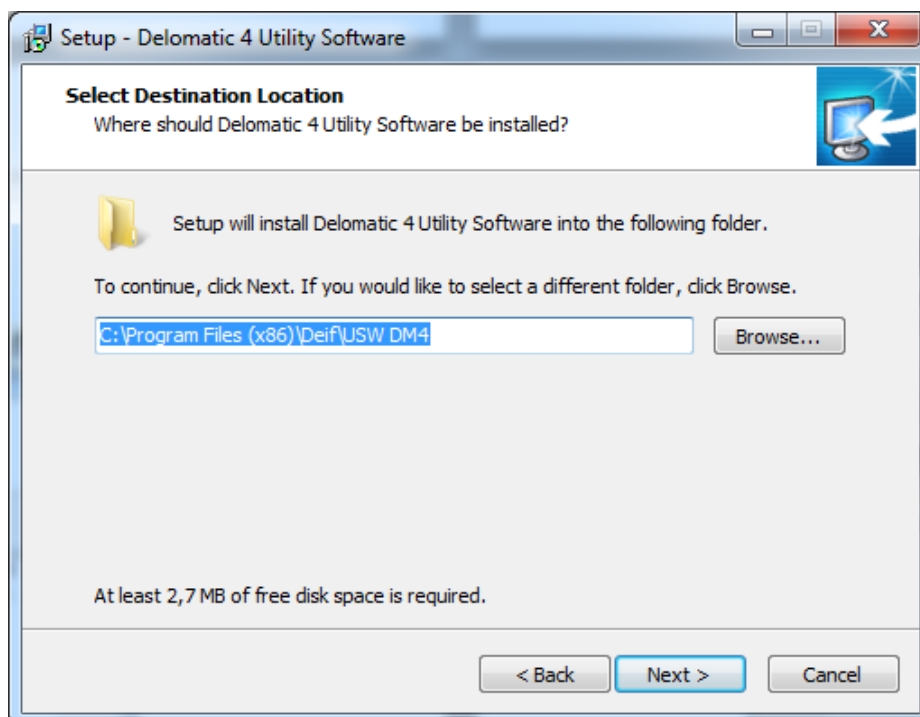 Setup - Delomatic 4 Utility Software
Select Destination Location
Where should Delomatic 4 Utility Software be installed?
Setup will install Delomatic 4 Utility Software into the following folder.
To continue, click Next. If you would like to select a different folder, click Browse.
C:\Program Files (x86)\Deif\USW DM4
Browse...
At least 2,7 MB of free disk space is required.
< Back
Next >
Cancel